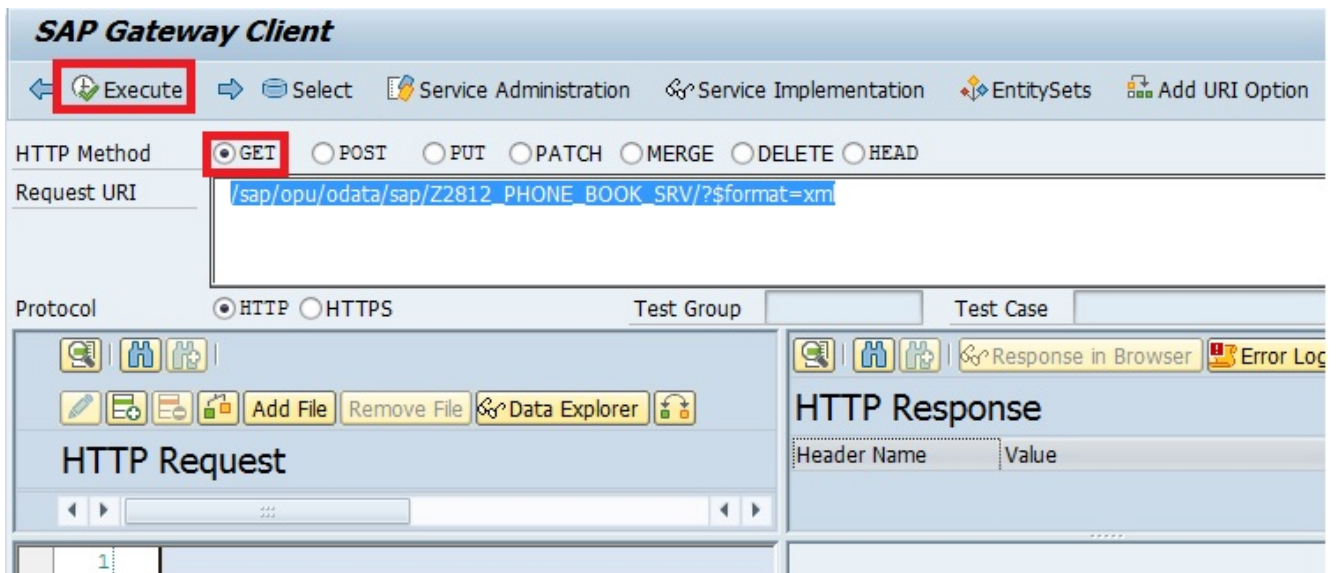 SAP Gateway Client
Execute Select Service Administration Service Implementation EntitySets Add URI Option
HTTP Method GET POST PUT PATCH MERGE DELETE HEAD
Request URI /sap/opu/odata/sap/Z2812_PHONE_BOOK_SRV/?$format=xml
Protocol HTTP HTTPS Test Group Test Case
Response in Browser Error Log
Add File Remove File Data Explorer
HTTP Response
HTTP Request
Header Name Value
1